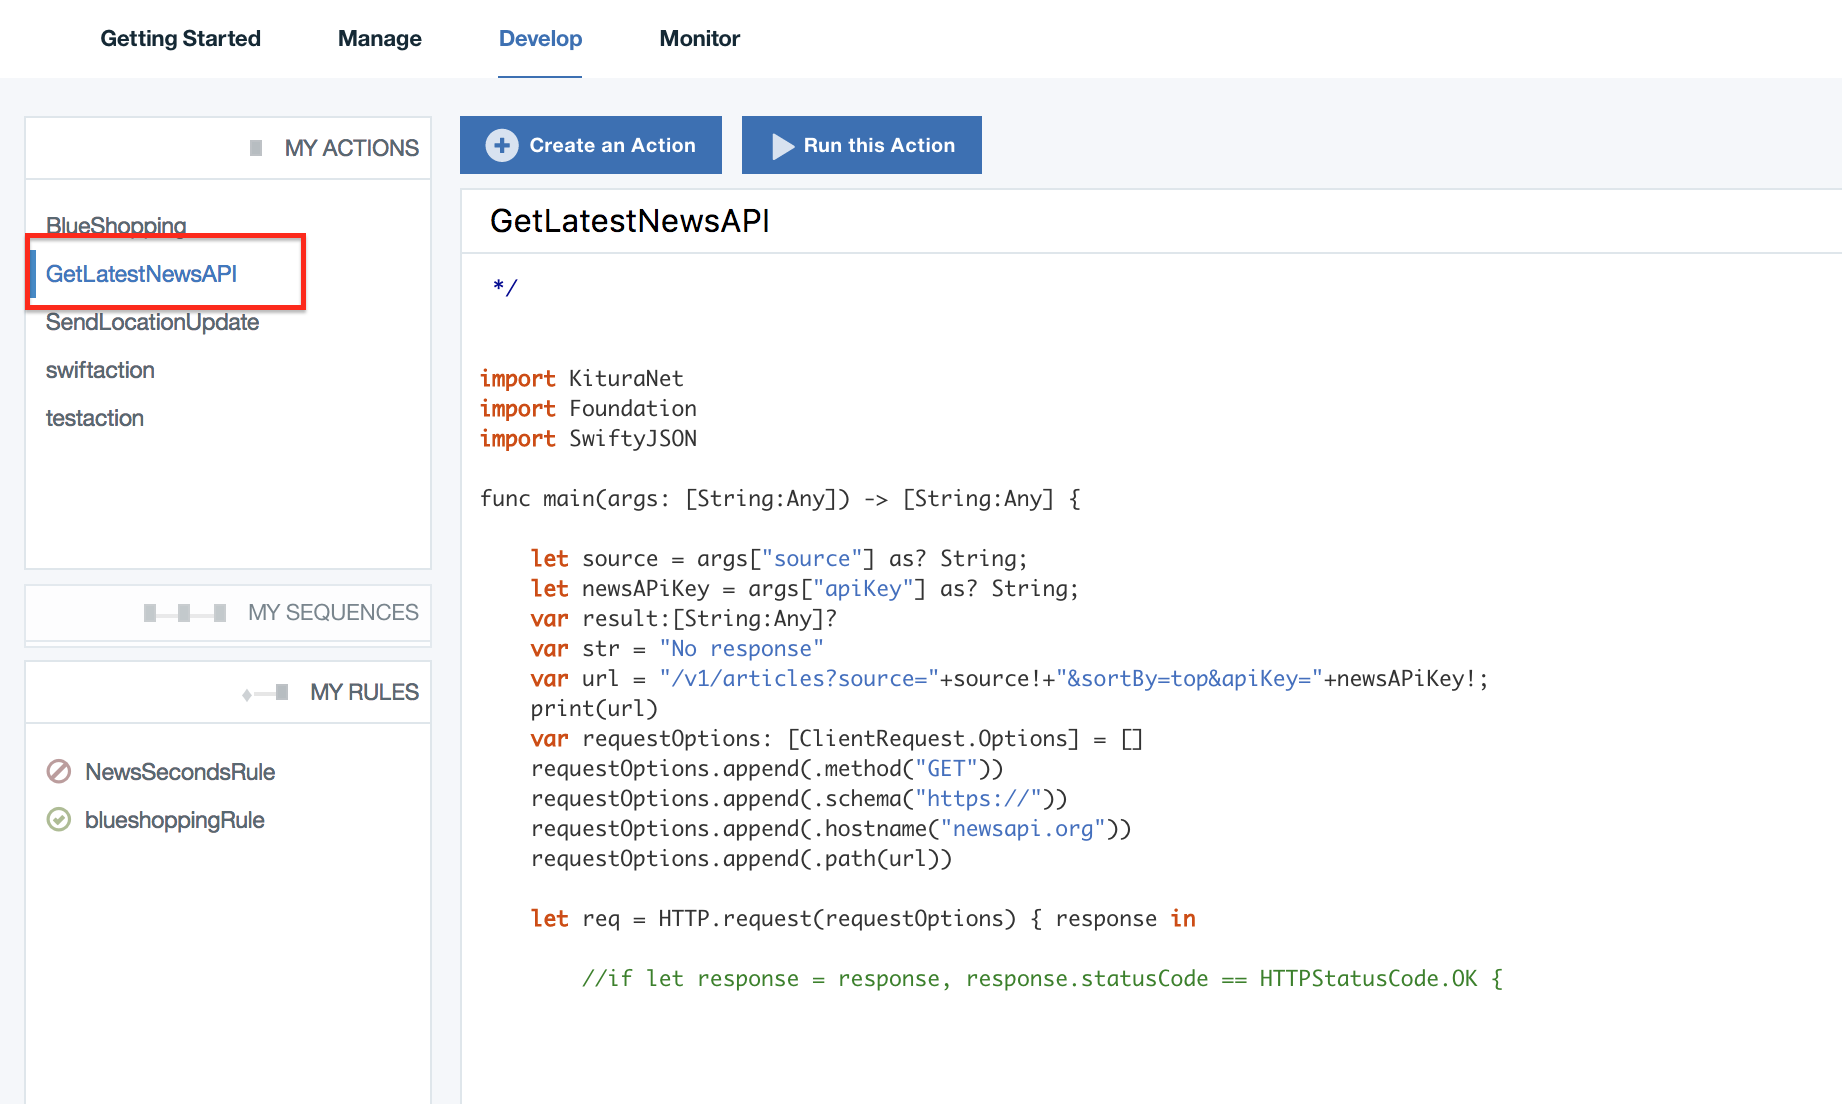 Getting Started
Manage
Develop
Monitor
MY ACTIONS
BlueShopping
GetLatestNewsAPI
SendLocationUpdate
swiftaction
testaction
MY SEQUENCES
MY RULES
NewsSecondsRule
blueshoppingRule
Create an Action
Run this Action
GetLatestNewsAPI
*/
import KituraNet
import Foundation
import SwiftyJSON
func main(args: [String:Any]) -> [String:Any] {
let source = args["source"] as? String;
let newsAPiKey = args["apiKey"] as? String;
var result:[String:Any]?
var str = "No response"
var url = "/v1/articles?source="+source!+"&sortBy=top&apiKey="+newsAPiKey!;
print(url)
var requestOptions: [ClientRequest.Options] = []
requestOptions.append(.method("GET"))
requestOptions.append(.schema("https://"))
requestOptions.append(.hostname("newsapi.org"))
requestOptions.append(.path(url))
let req = HTTP.request(requestOptions) { response in
//if let response = response, response.statusCode == HTTPStatusCode.OK {